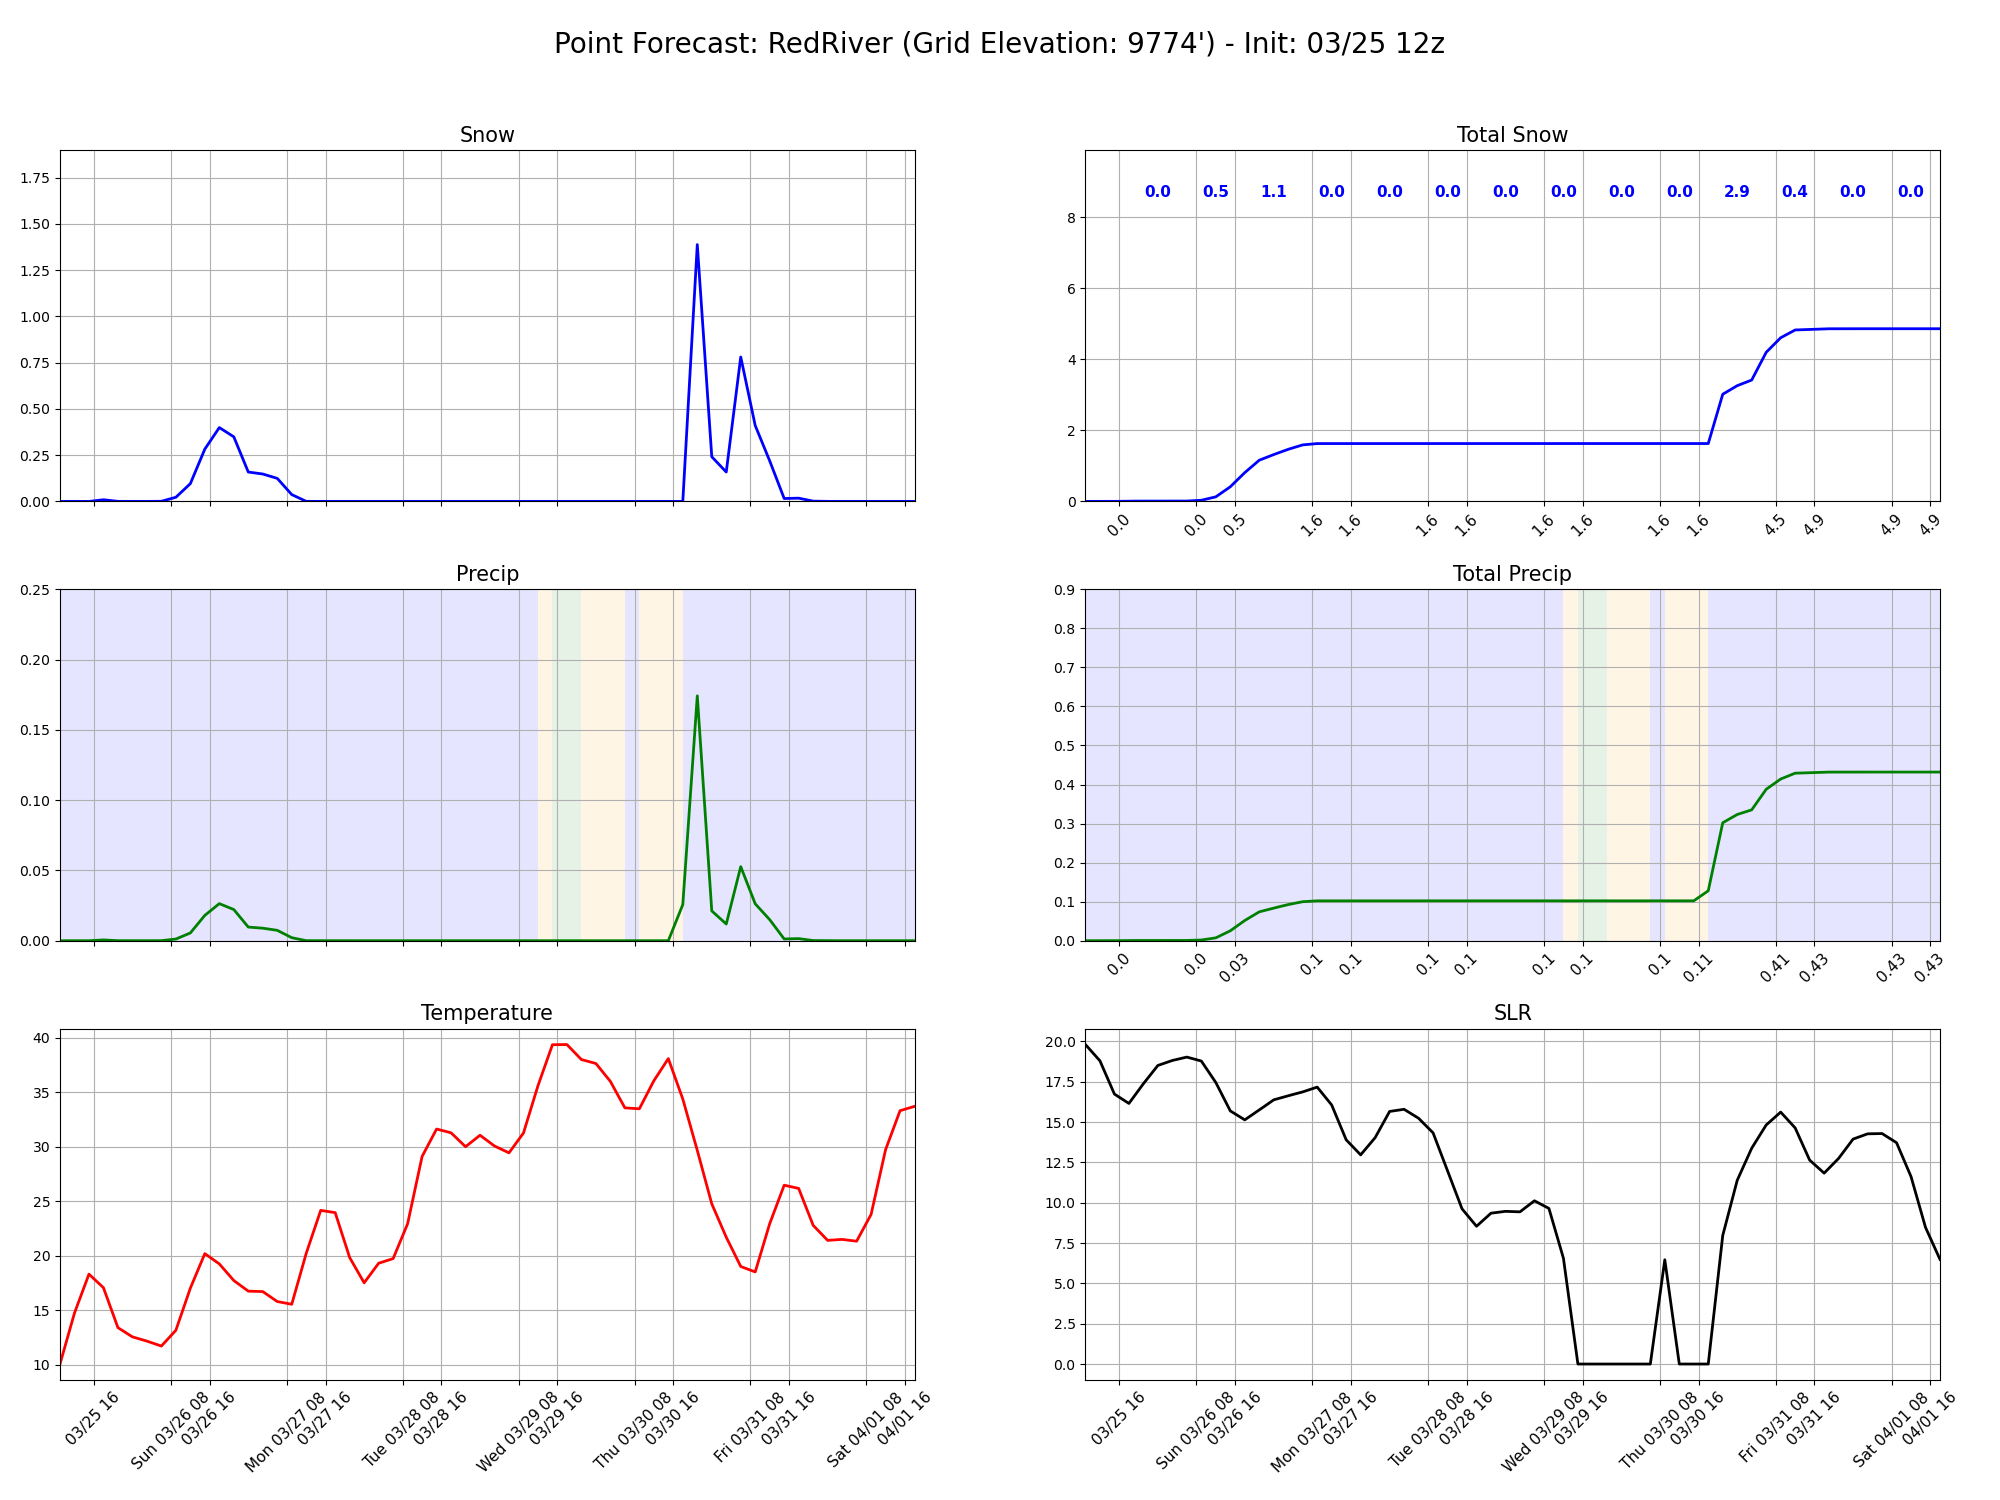 Point Forecast: RedRiver (Grid Elevation: 9774') - Init: 03/25 12z
Snow
1.75
1.50
1.25
1.00
0.75
0.50
0.25
0.00
Total Snow
0.0 0.5 1.1 0.0 0.0 0.0 0.0 0.0 0.0 0.0 2.9 0.4 0.0 0.0
8
6
4
2
0
0.0 0.0 0.5 1.6 1.6 1.6 1.6 1.6 1.6 1.6 1.6 4.5 4.9 4.9 4.9
Precip
0.25
0.20
0.15
0.10
0.05
0.00
Total Precip
0.9
0.8
0.7
0.6
0.5
0.4
0.3
0.2
0.1
0.0
0.0 0.0 0.03 0.1 0.1 0.1 0.1 0.1 0.1 0.1 0.11 0.41 0.43 0.43 0.43
Temperature
40
35
30
25
20
15
10
03/25 16
Sun 03/26 08
03/26 16
Mon 03/27 08
03/27 16
Tue 03/28 08
03/28 16
Wed 03/29 08
03/29 16
Thu 03/30 08
03/30 16
Fri 03/31 08
03/31 16
Sat 04/01 08
04/01 16
SLR
20.0
17.5
15.0
12.5
10.0
7.5
5.0
2.5
0.0
03/25 16
Sun 03/26 08
03/26 16
Mon 03/27 08
03/27 16
Tue 03/28 08
03/28 16
Wed 03/29 08
03/29 16
Thu 03/30 08
03/30 16
Fri 03/31 08
03/31 16
Sat 04/01 08
04/01 16